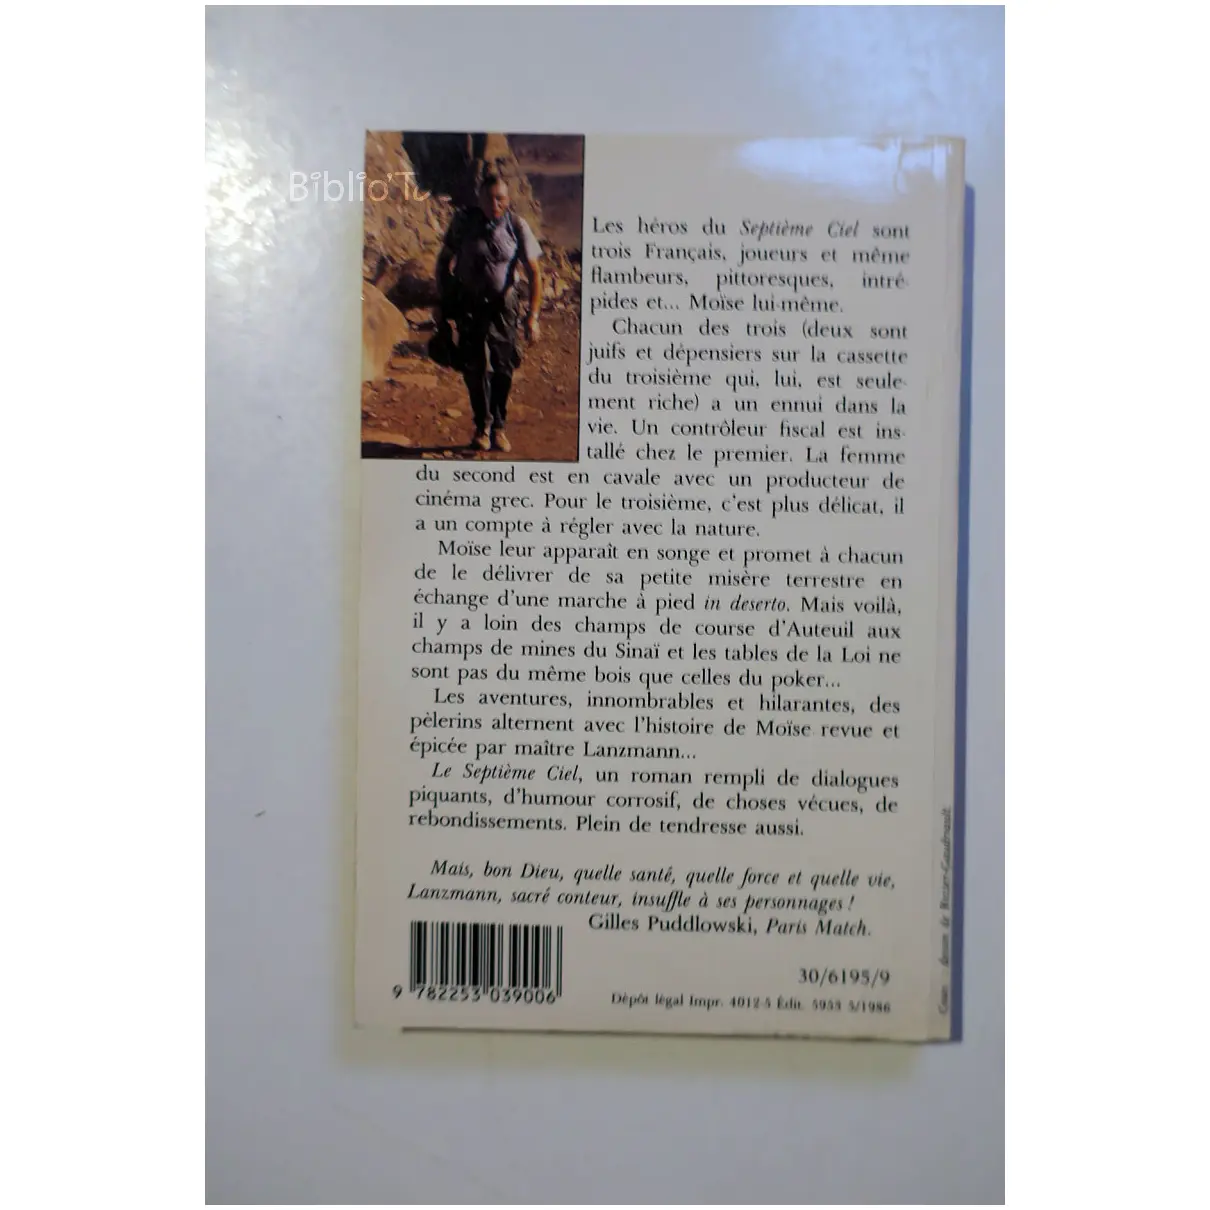 Biblio'T
Les héros du Septième Ciel sont
trois Français, joueurs et même
flambeurs, pittoresques, intré-
pides et... Moïse lui-même.
Chacun des trois (deux sont
juifs et dépensiers sur la cassette
du troisième qui, lui, est seule-
ment riche) a un ennui dans la
vie. Un contrôleur fiscal est ins-
tallé chez le premier. La femme
du second est en cavale avec un producteur de
cinéma grec. Pour le troisième, c'est plus délicat, il
a un compte à régler avec la nature.
Moïse leur apparaît en songe et promet à chacun
de le délivrer de sa petite misère terrestre en
échange d'une marche à pied in deserto. Mais voilà,
il y a loin des champs de course d'Auteuil aux
champs de mines du Sinaï et les tables de la Loi ne
sont pas du même bois que celles du poker...
Les aventures, innombrables et hilarantes, des
pèlerins alternent avec l'histoire de Moïse revue et
épicée par maître Lanzmann...
Le Septième Ciel, un roman rempli de dialogues
piquants, d'humour corrosif, de choses vécues, de
rebondissements. Plein de tendresse aussi.
Mais, bon Dieu, quelle santé, quelle force et quelle vie,
Lanzmann, sacré conteur, insuffle à ses personnages !
Gilles Puddlowski, Paris Match.
30/6195/9
9 782253 039006
Dépôt légal Impr. 4012-5 Édit. 5933 5/1986
dessin de